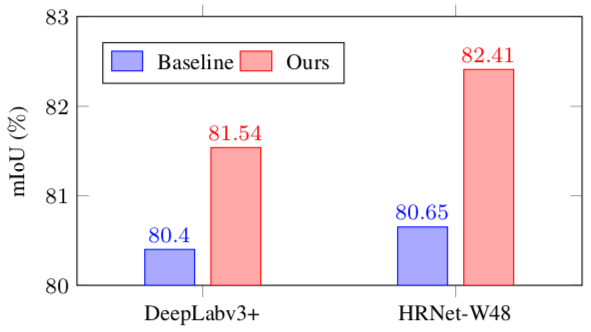 83
82
81
80
mIoU (%)
Baseline Ours
80.4
81.54
80.65
82.41
DeepLabv3+
HRNet-W48